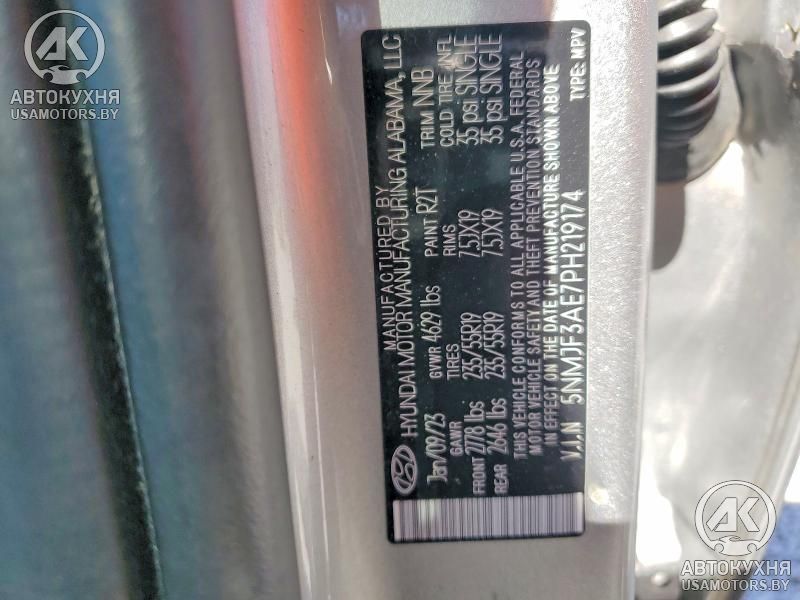 АК
АВТОКУХНЯ
USAMOTORS.BY
MANUFACTURED BY
HYUNDAI MOTOR MANUFACTURING ALABAMA, LLC
Jan/09/23 GVWR 4629 lbs PAINT R2T TRIM NNB
GAWR TIRES RIMS COLD TIRE INFL
FRONT 2778 lbs 235/55R19 7.5JX19 35 psi SINGLE
REAR 2646 lbs 235/55R19 7.5JX19 35 psi SINGLE
THIS VEHICLE CONFORMS TO ALL APPLICABLE U.S.A. FEDERAL
MOTOR VEHICLE SAFETY AND THEFT PREVENTION STANDARDS
IN EFFECT ON THE DATE OF MANUFACTURE SHOWN ABOVE
V.I.N 5NMJF3AE7PH219174 TYPE: MPV
АК
АВТОКУХНЯ
USAMOTORS.BY